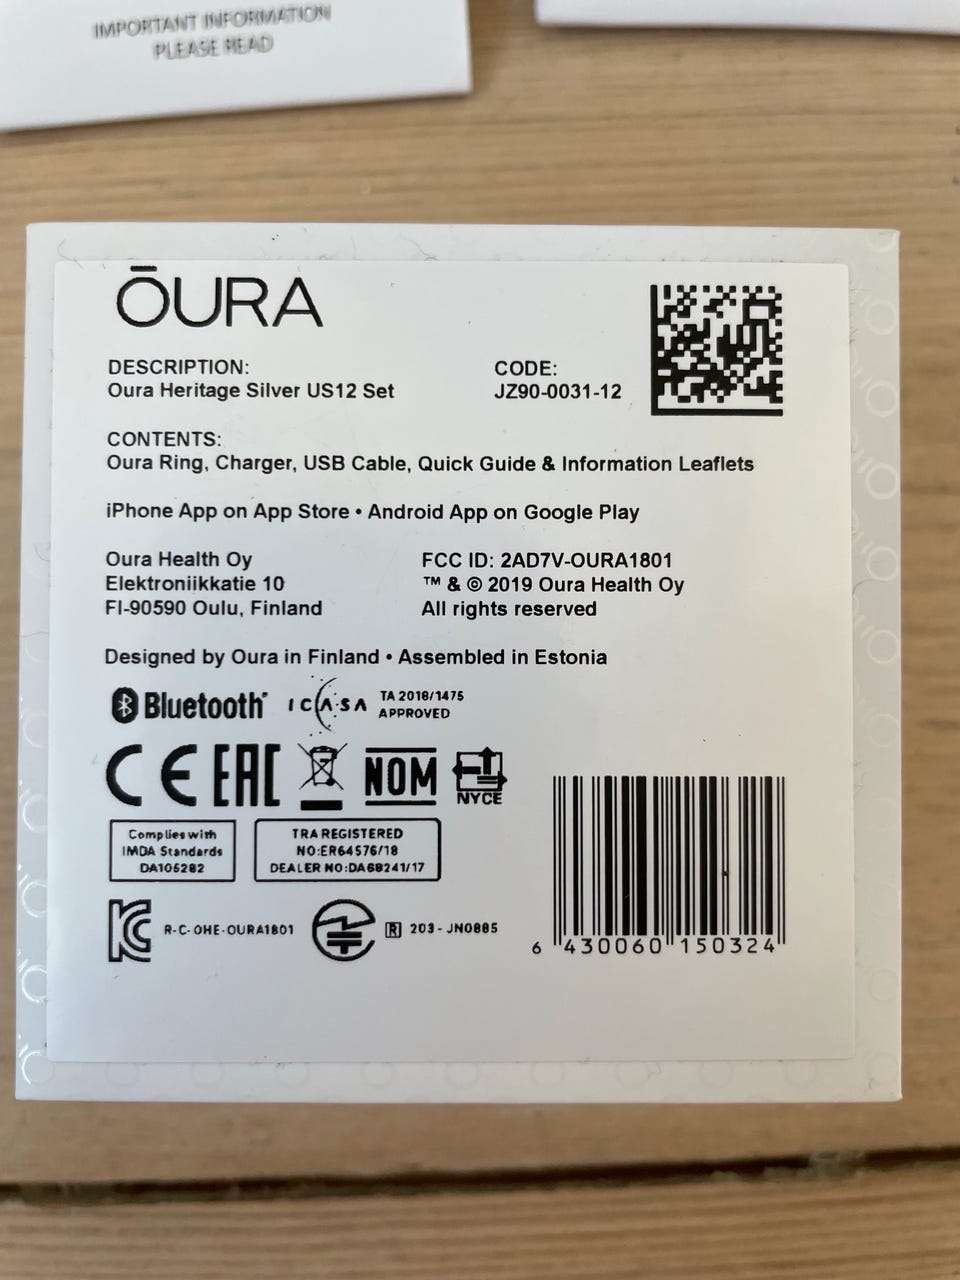 IMPORTANT INFORMATION
PLEASE READ
ŌURA
DESCRIPTION:
Oura Heritage Silver US12 Set
CODE:
JZ90-0031-12
CONTENTS:
Oura Ring, Charger, USB Cable, Quick Guide & Information Leaflets
iPhone App on App Store • Android App on Google Play
Oura Health Oy
Elektroniikkatie 10
FI-90590 Oulu, Finland
FCC ID: 2AD7V-OURA1801
™ & © 2019 Oura Health Oy
All rights reserved
Designed by Oura in Finland • Assembled in Estonia
Bluetooth®
ICASA
TA 2018/1475
APPROVED
CE EAC NOM
NYCE
Complies with
IMDA Standards
DA105282
TRA REGISTERED
NO:ER64576/18
DEALER NO:DA68241/17
KC
R-C-OHE-OURA1801
R 203-JN0885
6 430060 150324